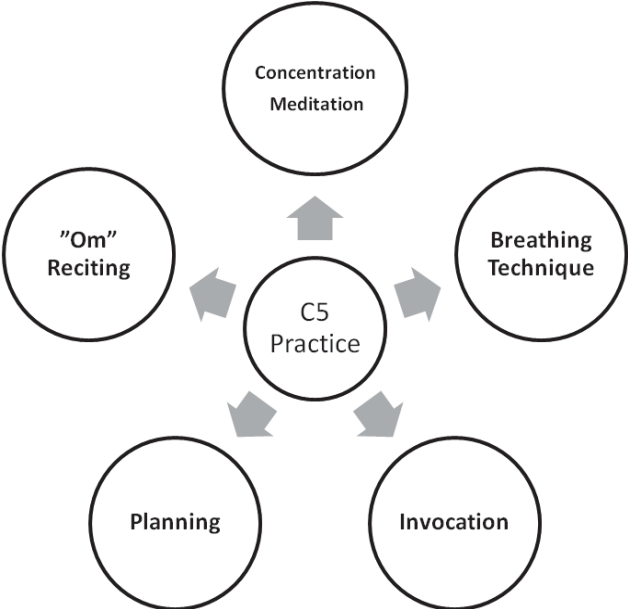 Concentration
Meditation
”Om”
Reciting
Breathing
Technique
C5
Practice
Planning
Invocation